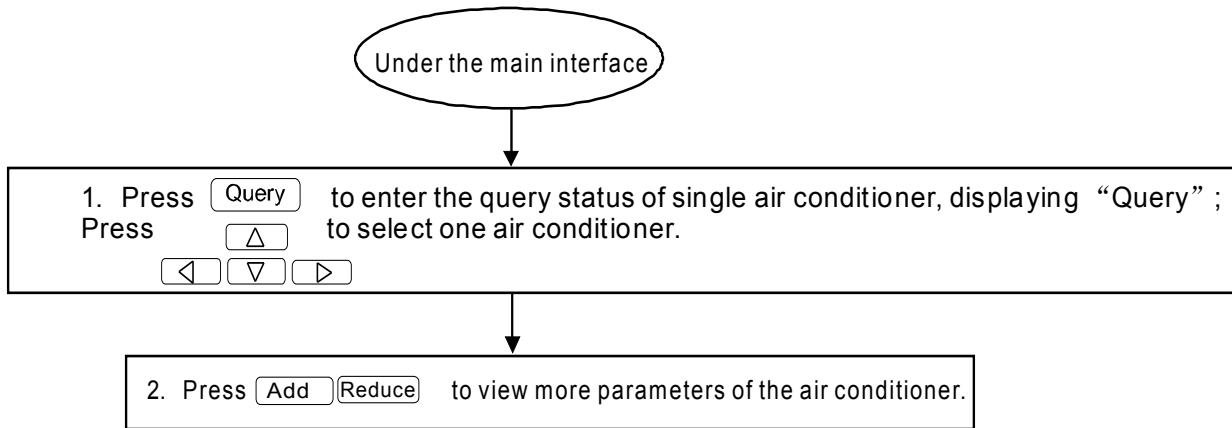 Under the main interface
1. Press Query to enter the query status of single air conditioner, displaying “Query”;
Press △ to select one air conditioner.
◁ ▽ ▷
2. Press Add Reduce to view more parameters of the air conditioner.